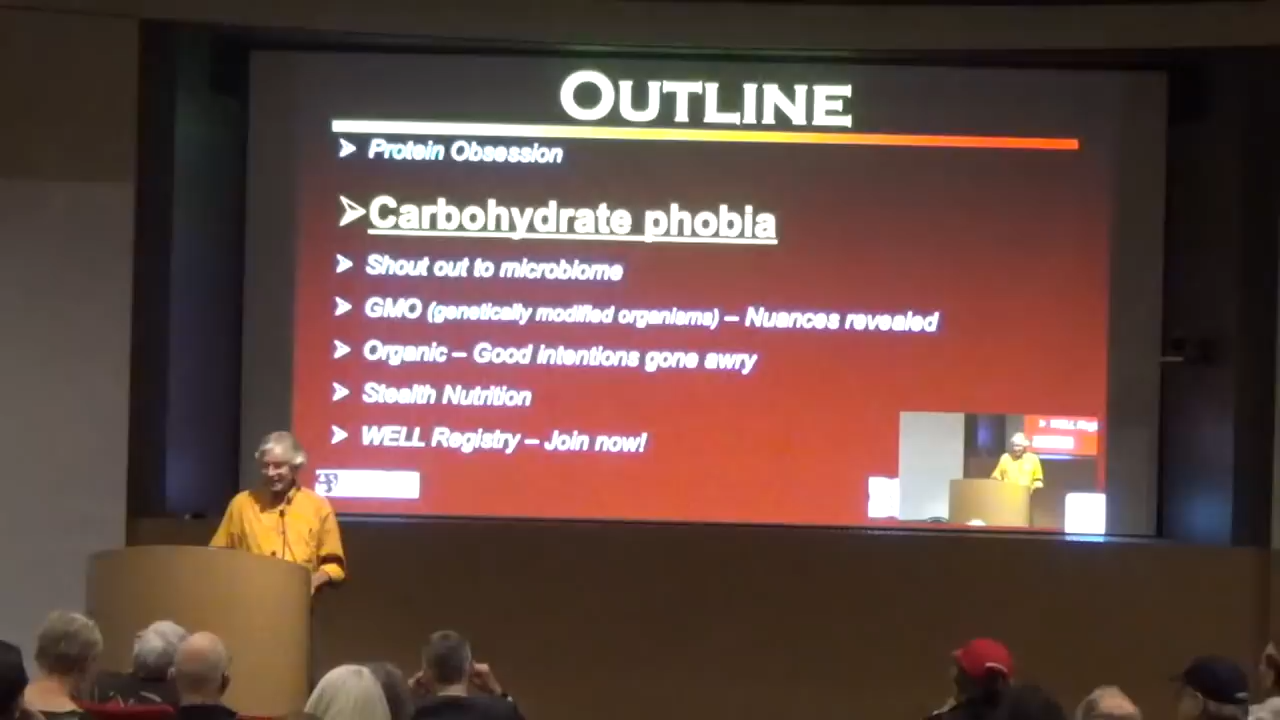 OUTLINE
Protein Obsession
Carbohydrate phobia
Shout out to microbiome
GMO (genetically modified organisms) – Nuances revealed
Organic – Good intentions gone awry
Stealth Nutrition
WELL Registry – Join now!